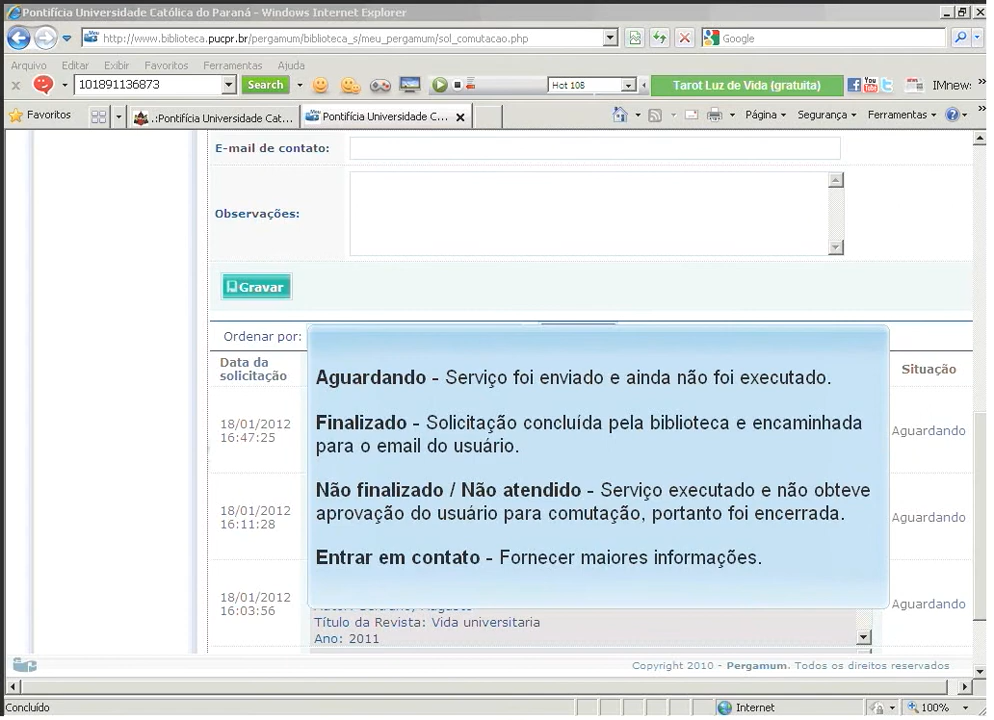 Pontifícia Universidade Católica do Paraná - Windows Internet Explorer
http://www.biblioteca.pucpr.br/pergamum/biblioteca_s/meu_pergamum/sol_comutacao.php
Google
Arquivo Editar Exibir Favoritos Ferramentas Ajuda
101891136873 Search Hot 108 Tarot Luz de Vida (gratuita) You Tube IMnew:
Favoritos .:Pontifícia Universidade Cat... Pontifícia Universidade C... Página Segurança Ferramentas
E-mail de contato:
Observações:
Gravar
Ordenar por:
Data da
solicitação
Situação
Aguardando - Serviço foi enviado e ainda não foi executado.
Finalizado - Solicitação concluída pela biblioteca e encaminhada
para o email do usuário.
Não finalizado / Não atendido - Serviço executado e não obteve
aprovação do usuário para comutação, portanto foi encerrada.
Entrar em contato - Fornecer maiores informações.
18/01/2012
16:47:25
Aguardando
18/01/2012
16:11:28
Aguardando
18/01/2012
16:03:56
Aguardando
Título da Revista: Vida universitaria
Ano: 2011
Copyright 2010 - Pergamum. Todos os direitos reservados
Concluído Internet 100%